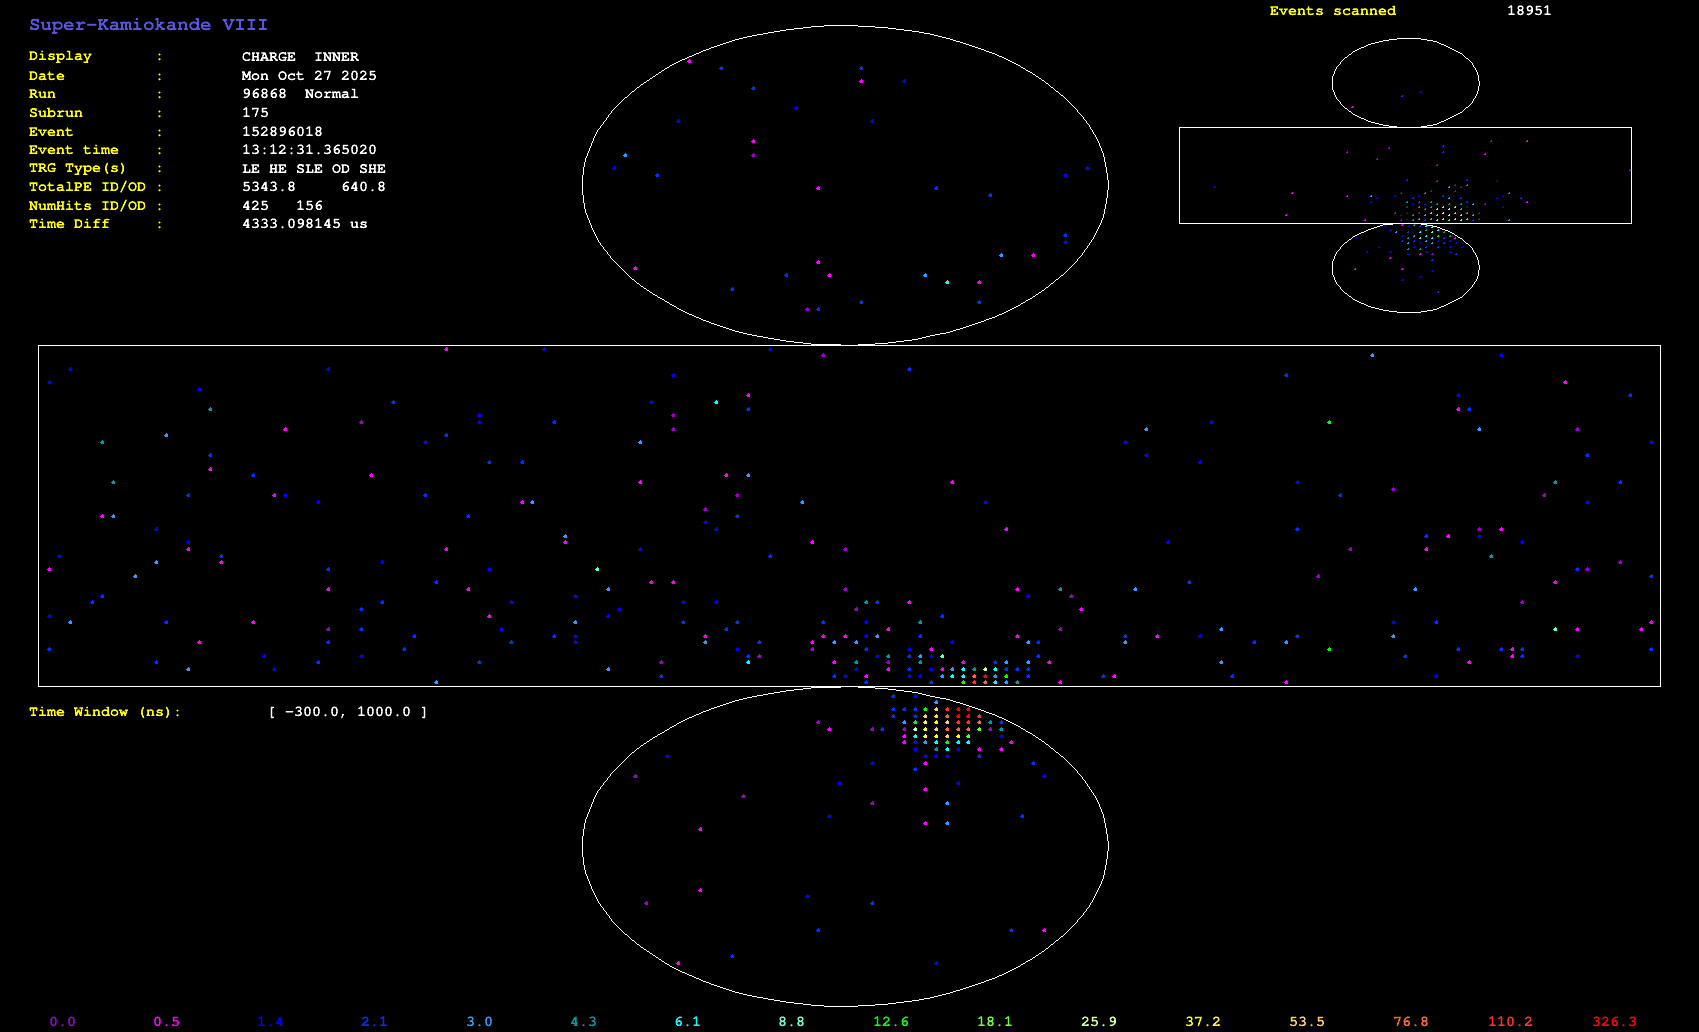 Super-Kamiokande VIII
Events scanned 18951
Display : CHARGE INNER
Date : Mon Oct 27 2025
Run : 96868 Normal
Subrun : 175
Event : 152896018
Event time : 13:12:31.365020
TRG Type(s) : LE HE SLE OD SHE
TotalPE ID/OD : 5343.8 640.8
NumHits ID/OD : 425 156
Time Diff : 4333.098145 us
Time Window (ns): [ -300.0, 1000.0 ]
0.0 0.5 1.4 2.1 3.0 4.3 6.1 8.8 12.6 18.1 25.9 37.2 53.5 76.8 110.2 326.3